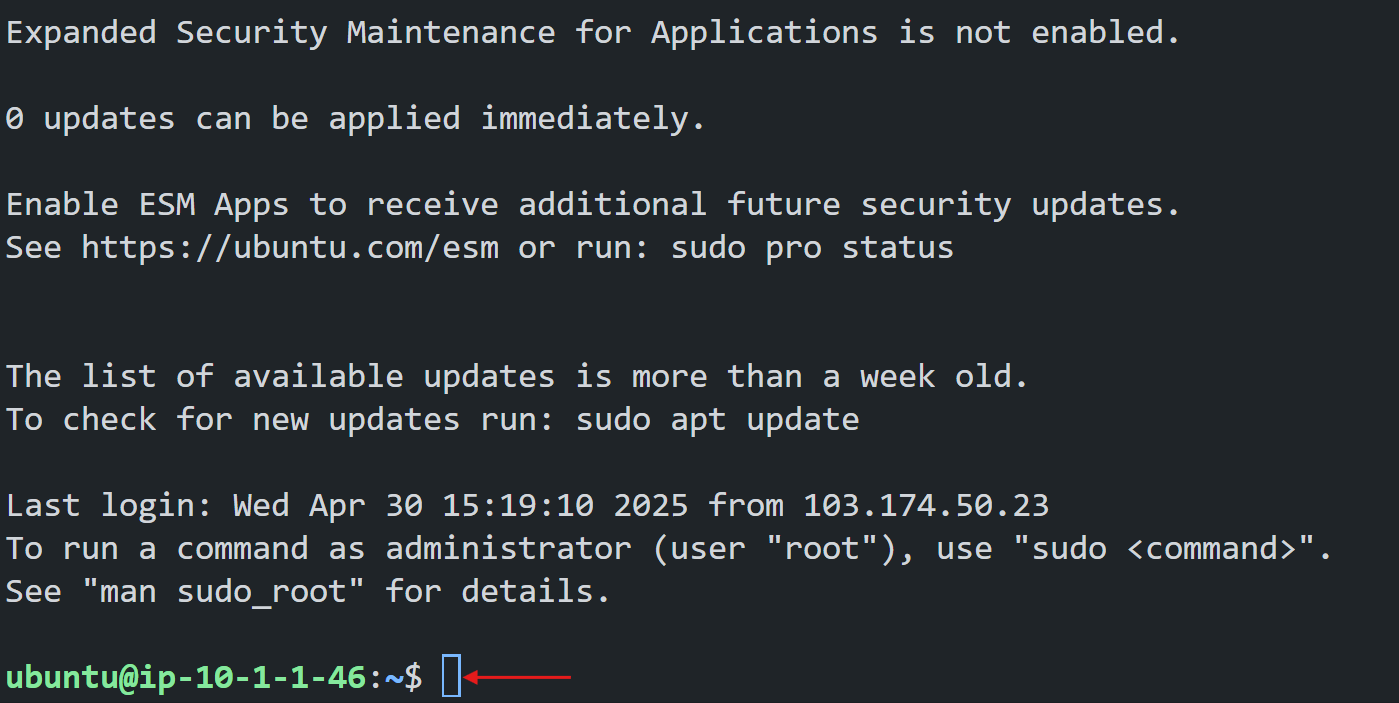 Expanded Security Maintenance for Applications is not enabled.
0 updates can be applied immediately.
Enable ESM Apps to receive additional future security updates.
See https://ubuntu.com/esm or run: sudo pro status
The list of available updates is more than a week old.
To check for new updates run: sudo apt update
Last login: Wed Apr 30 15:19:10 2025 from 103.174.50.23
To run a command as administrator (user "root"), use "sudo <command>".
See "man sudo_root" for details.
ubuntu@ip-10-1-1-46:~$